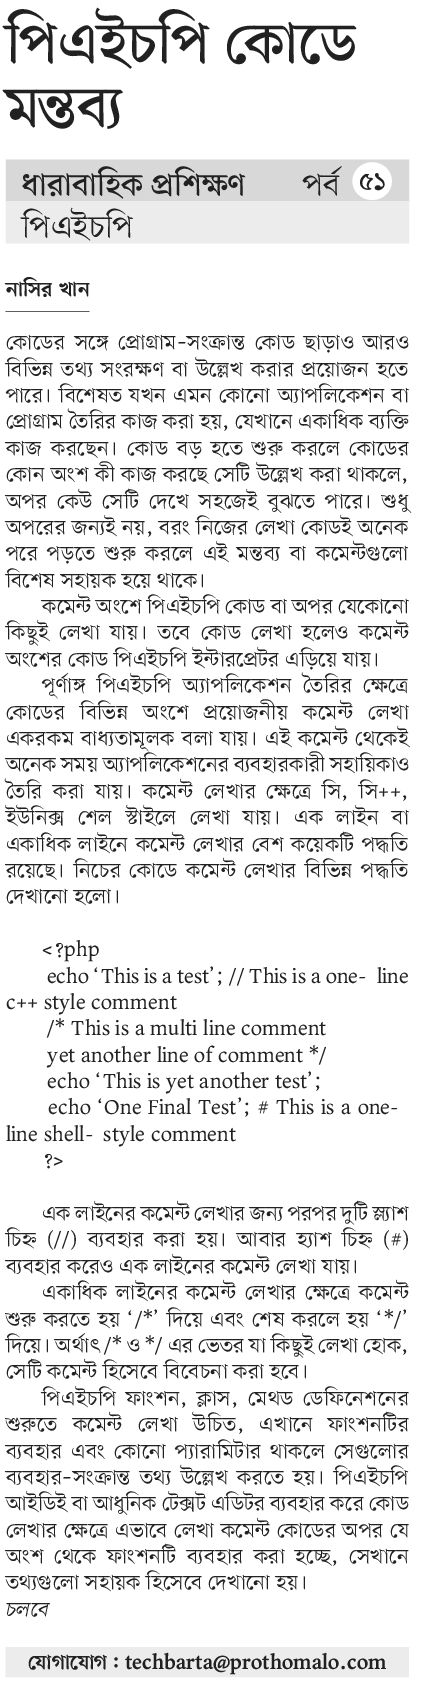 পিএইচপি কোডে
মন্তব্য
ধারাবাহিক প্রশিক্ষণ পর্ব ৫১
পিএইচপি
নাসির খান
কোডের সঙ্গে প্রোগ্রাম-সংক্রান্ত কোড ছাড়াও আরও
বিভিন্ন তথ্য সংরক্ষণ বা উল্লেখ করার প্রয়োজন হতে
পারে। বিশেষত যখন এমন কোনো অ্যাপলিকেশন বা
প্রোগ্রাম তৈরির কাজ করা হয়, যেখানে একাধিক ব্যক্তি
কাজ করছেন। কোড বড় হতে শুরু করলে কোডের
কোন অংশ কী কাজ করছে সেটি উল্লেখ করা থাকলে,
অপর কেউ সেটি দেখে সহজেই বুঝতে পারে। শুধু
অপরের জন্যই নয়, বরং নিজের লেখা কোডই অনেক
পরে পড়তে শুরু করলে এই মন্তব্য বা কমেন্টগুলো
বিশেষ সহায়ক হয়ে থাকে।
কমেন্ট অংশে পিএইচপি কোড বা অপর যেকোনো
কিছুই লেখা যায়। তবে কোড লেখা হলেও কমেন্ট
অংশের কোড পিএইচপি ইন্টারপ্রেটর এড়িয়ে যায়।
পূর্ণাঙ্গ পিএইচপি অ্যাপলিকেশন তৈরির ক্ষেত্রে
কোডের বিভিন্ন অংশে প্রয়োজনীয় কমেন্ট লেখা
একরকম বাধ্যতামূলক বলা যায়। এই কমেন্ট থেকেই
অনেক সময় অ্যাপলিকেশনের ব্যবহারকারী সহায়িকাও
তৈরি করা যায়। কমেন্ট লেখার ক্ষেত্রে সি, সি++,
ইউনিক্স শেল স্টাইলে লেখা যায়। এক লাইন বা
একাধিক লাইনে কমেন্ট লেখার বেশ কয়েকটি পদ্ধতি
রয়েছে। নিচের কোডে কমেন্ট লেখার বিভিন্ন পদ্ধতি
দেখানো হলো।
<?php
echo ‘This is a test’; // This is a one- line
c++ style comment
/* This is a multi line comment
yet another line of comment */
echo ‘This is yet another test’;
echo ‘One Final Test’; # This is a one-
line shell- style comment
?>
এক লাইনের কমেন্ট লেখার জন্য পরপর দুটি স্ল্যাশ
চিহ্ন (//) ব্যবহার করা হয়। আবার হ্যাশ চিহ্ন (#)
ব্যবহার করেও এক লাইনের কমেন্ট লেখা যায়।
একাধিক লাইনের কমেন্ট লেখার ক্ষেত্রে কমেন্ট
শুরু করতে হয় ‘/*’ দিয়ে এবং শেষ করলে হয় ‘*/’
দিয়ে। অর্থাৎ /* ও */ এর ভেতর যা কিছুই লেখা হোক,
সেটি কমেন্ট হিসেবে বিবেচনা করা হবে।
পিএইচপি ফাংশন, ক্লাস, মেথড ডেফিনেশনের
শুরুতে কমেন্ট লেখা উচিত, এখানে ফাংশনটির
ব্যবহার এবং কোনো প্যারামিটার থাকলে সেগুলোর
ব্যবহার-সংক্রান্ত তথ্য উল্লেখ করতে হয়। পিএইচপি
আইডিই বা আধুনিক টেক্সট এডিটর ব্যবহার করে কোড
লেখার ক্ষেত্রে এভাবে লেখা কমেন্ট কোডের অপর যে
অংশ থেকে ফাংশনটি ব্যবহার করা হচ্ছে, সেখানে
তথ্যগুলো সহায়ক হিসেবে দেখানো হয়।
চলবে
যোগাযোগ : techbarta@prothomalo.com